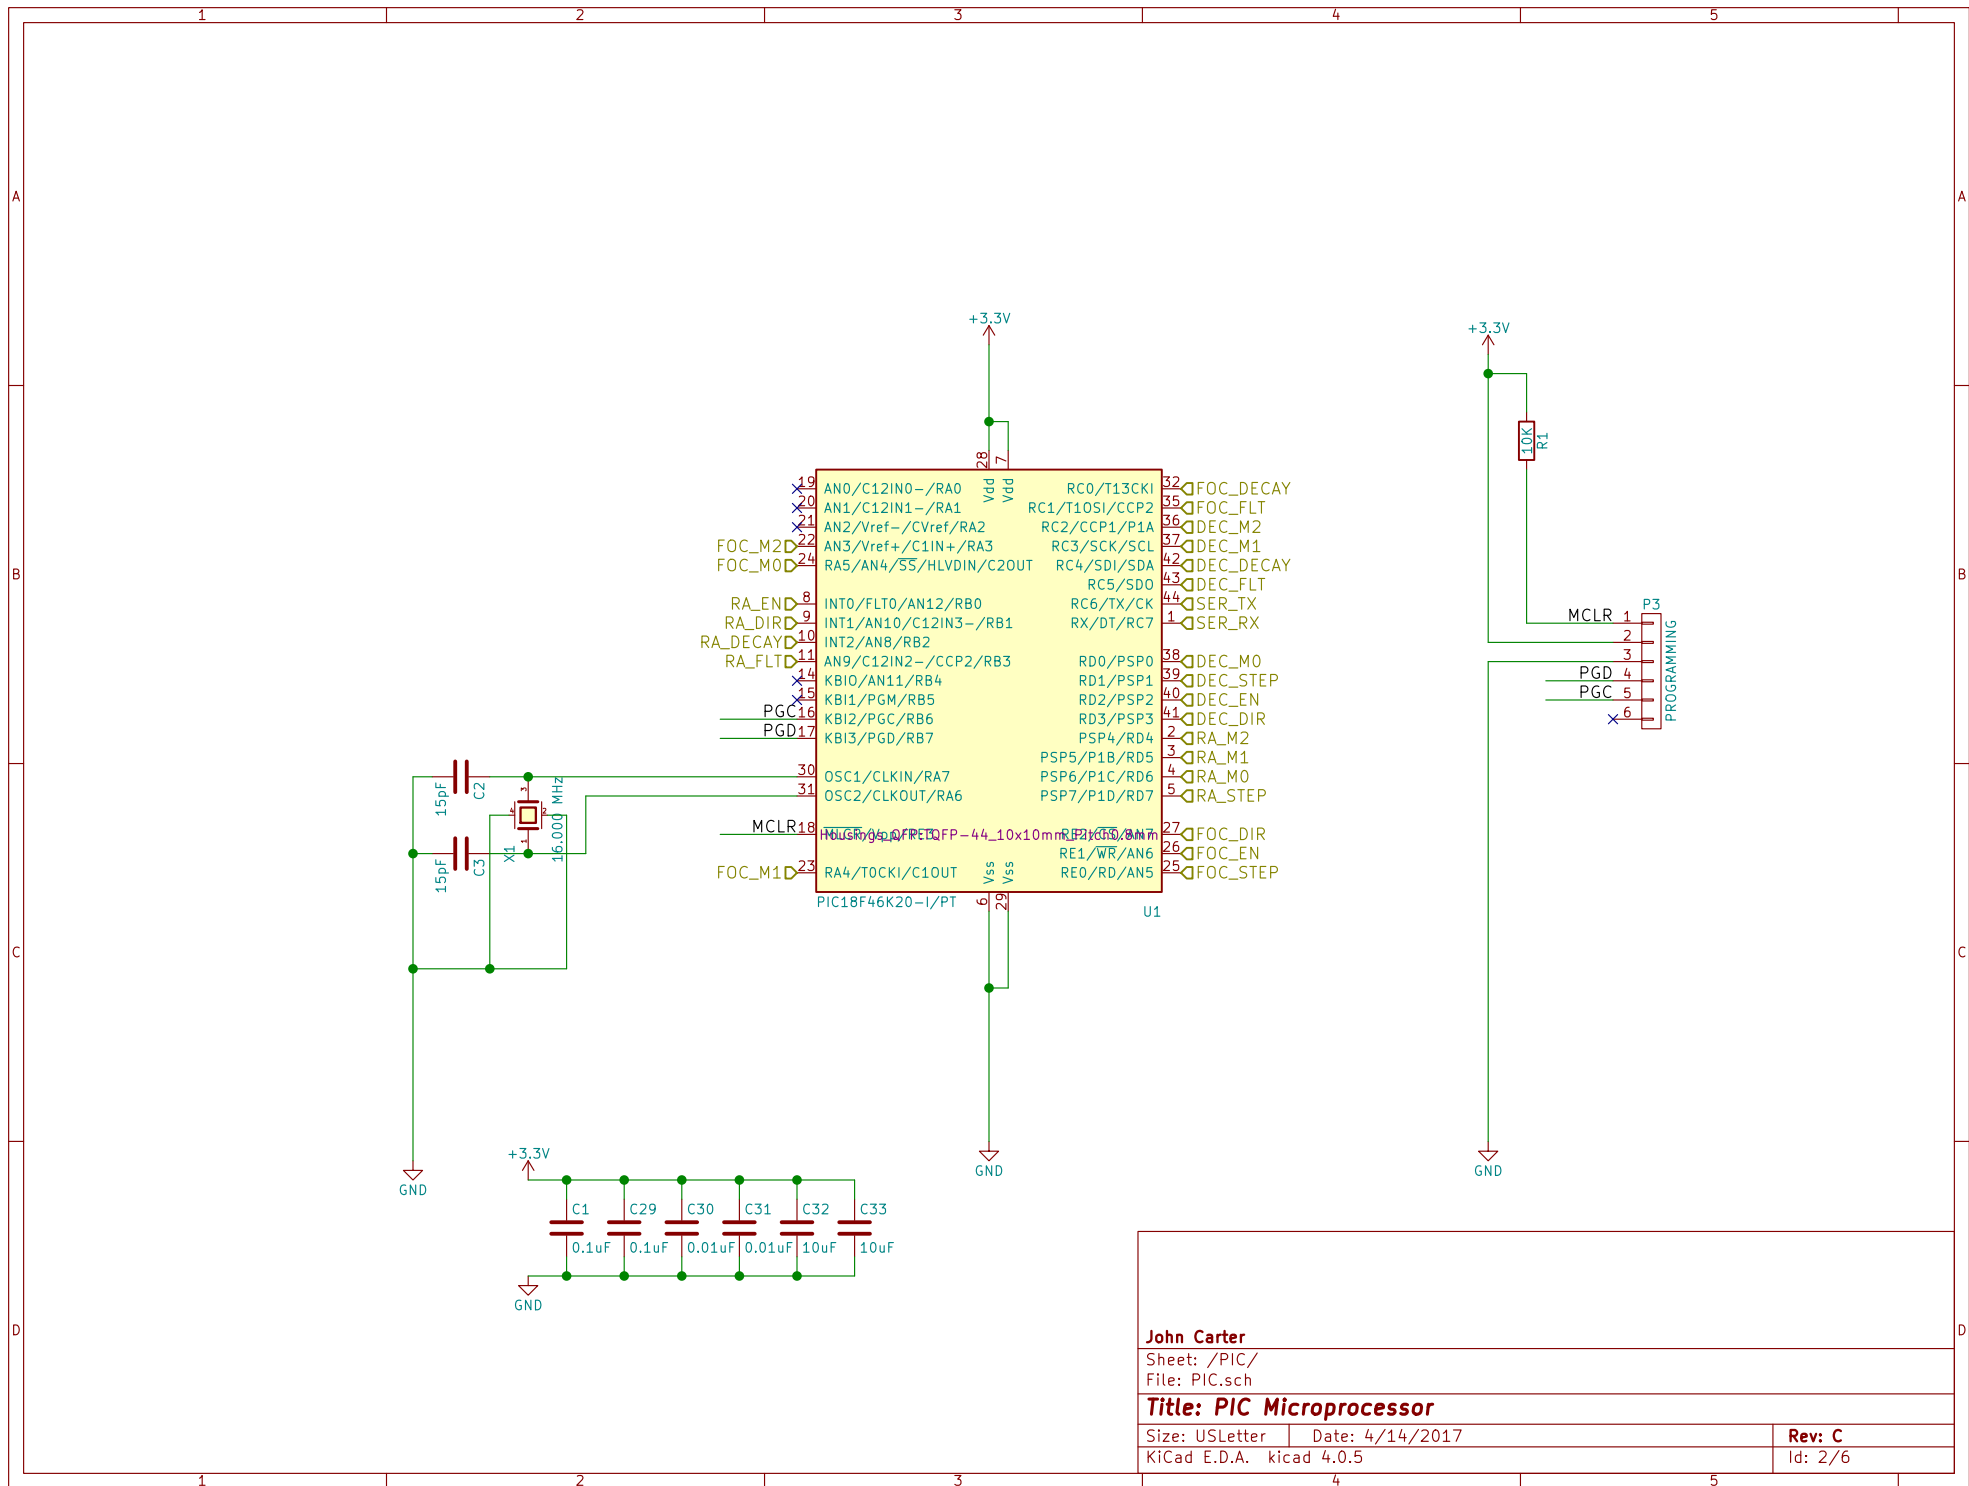 1 2 3 4 5
A A
B B
C C
D D
+3.3V
+3.3V
10K
R1
28 7
Vdd Vdd
19 AN0/C12IN0-/RA0
20 AN1/C12IN1-/RA1
21 AN2/Vref-/CVref/RA2
FOC_M2 22 AN3/Vref+/C1IN+/RA3
FOC_M0 24 RA5/AN4/SS/HLVDIN/C2OUT
RA_EN 8 INT0/FLT0/AN12/RB0
RA_DIR 9 INT1/AN10/C12IN3-/RB1
RA_DECAY 10 INT2/AN8/RB2
RA_FLT 11 AN9/C12IN2-/CCP2/RB3
14 KBI0/AN11/RB4
15 KBI1/PGM/RB5
PGC 16 KBI2/PGC/RB6
PGD 17 KBI3/PGD/RB7
30 OSC1/CLKIN/RA7
31 OSC2/CLKOUT/RA6
MCLR 18
Housings_QFP:TQFP-44_10x10mm_Pitch0.8mm
FOC_M1 23 RA4/T0CKI/C1OUT
RC0/T13CKI 32 FOC_DECAY
RC1/T1OSI/CCP2 35 FOC_FLT
RC2/CCP1/P1A 36 DEC_M2
RC3/SCK/SCL 37 DEC_M1
RC4/SDI/SDA 42 DEC_DECAY
RC5/SDO 43 DEC_FLT
RC6/TX/CK 44 SER_TX
RX/DT/RC7 1 SER_RX
RD0/PSP0 38 DEC_M0
RD1/PSP1 39 DEC_STEP
RD2/PSP2 40 DEC_EN
RD3/PSP3 41 DEC_DIR
PSP4/RD4 2 RA_M2
PSP5/P1B/RD5 3 RA_M1
PSP6/P1C/RD6 4 RA_M0
PSP7/P1D/RD7 5 RA_STEP
27 FOC_DIR
RE1/WR/AN6 26 FOC_EN
RE0/RD/AN5 25 FOC_STEP
Vss Vss
6 29
PIC18F46K20-I/PT
U1
GND
P3
PROGRAMMING
MCLR 1
2
3
PGD 4
PGC 5
6
GND
15pF
C2
15pF
C3
3
4 2
1
X1
16.000 MHz
GND
+3.3V
C1 C29 C30 C31 C32 C33
0.1uF 0.1uF 0.01uF 0.01uF 10uF 10uF
GND
John Carter
Sheet: /PIC/
File: PIC.sch
Title: PIC Microprocessor
Size: USLetter Date: 4/14/2017 Rev: C
KiCad E.D.A. kicad 4.0.5 Id: 2/6
1 2 3 4 5